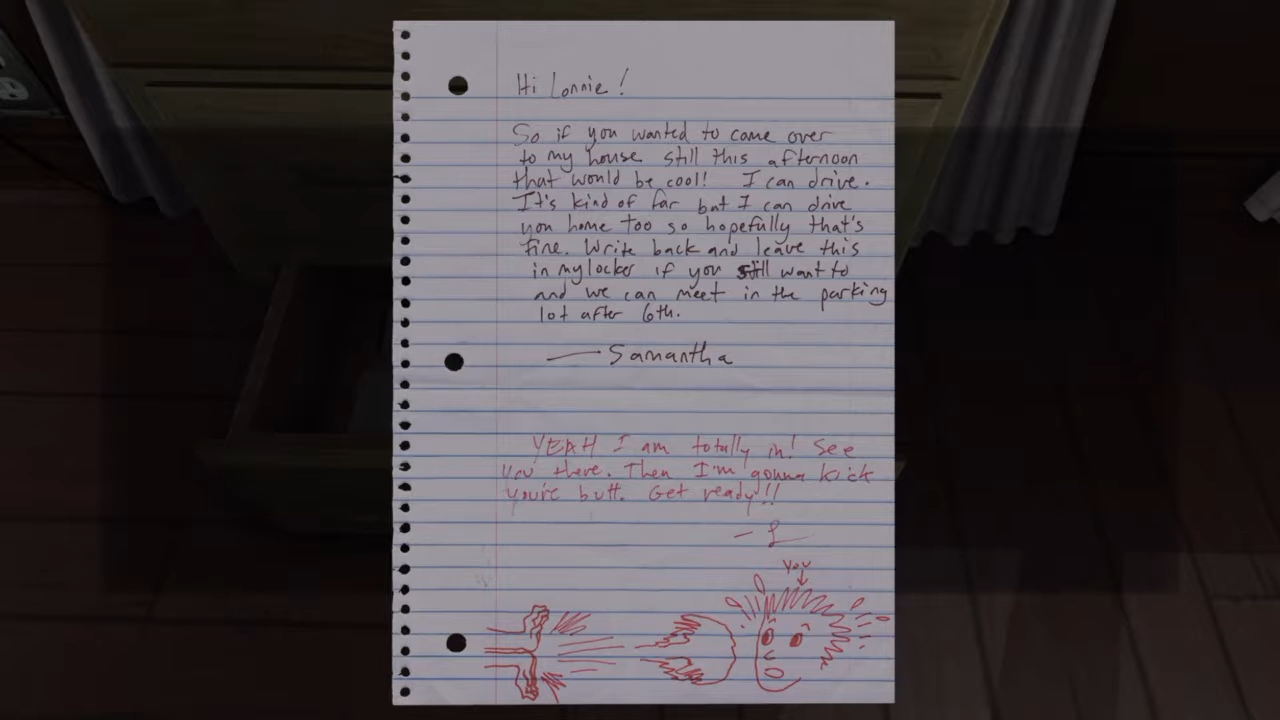 Hi Lonnie!
So if you wanted to come over
to my house still this afternoon
that would be cool! I can drive.
It's kind of far but I can drive
you home too so hopefully that's
fine. Write back and leave this
in my locker if you still want to
and we can meet in the parking
lot after 6th.
— Samantha
YEAH I am totally in! See
you there. Then I'm gonna kick
you're butt. Get ready!!
- L
you